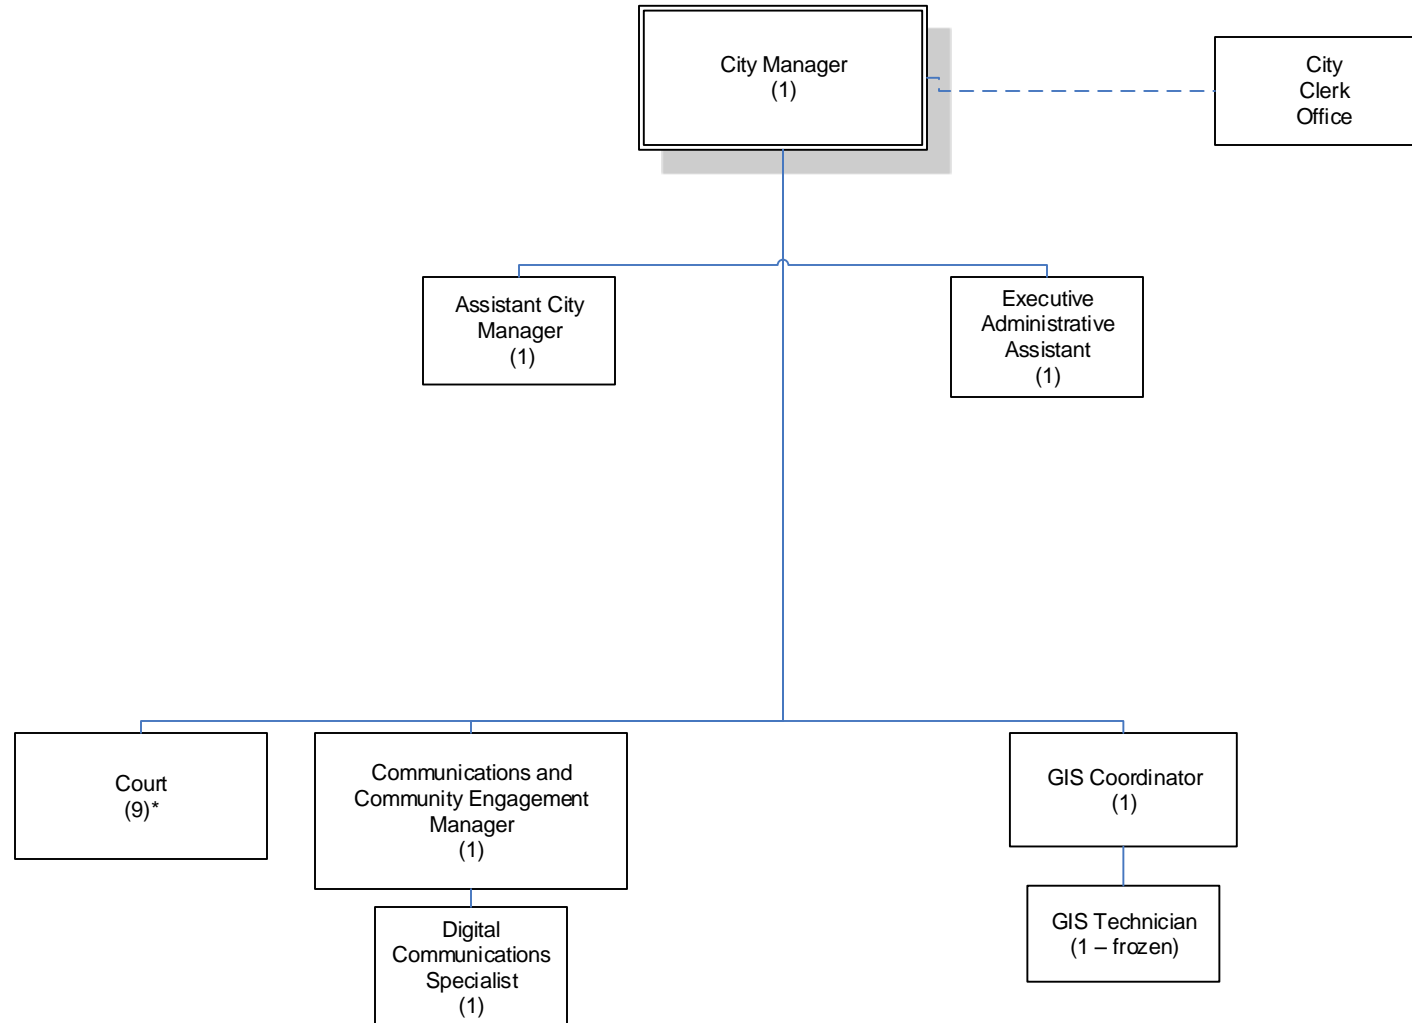 City Manager
(1)
City
Clerk
Office
Assistant City
Manager
(1)
Executive
Administrative
Assistant
(1)
Court
(9)*
Communications and
Community Engagement
Manager
(1)
GIS Coordinator
(1)
Digital
Communications
Specialist
(1)
GIS Technician
(1 – frozen)